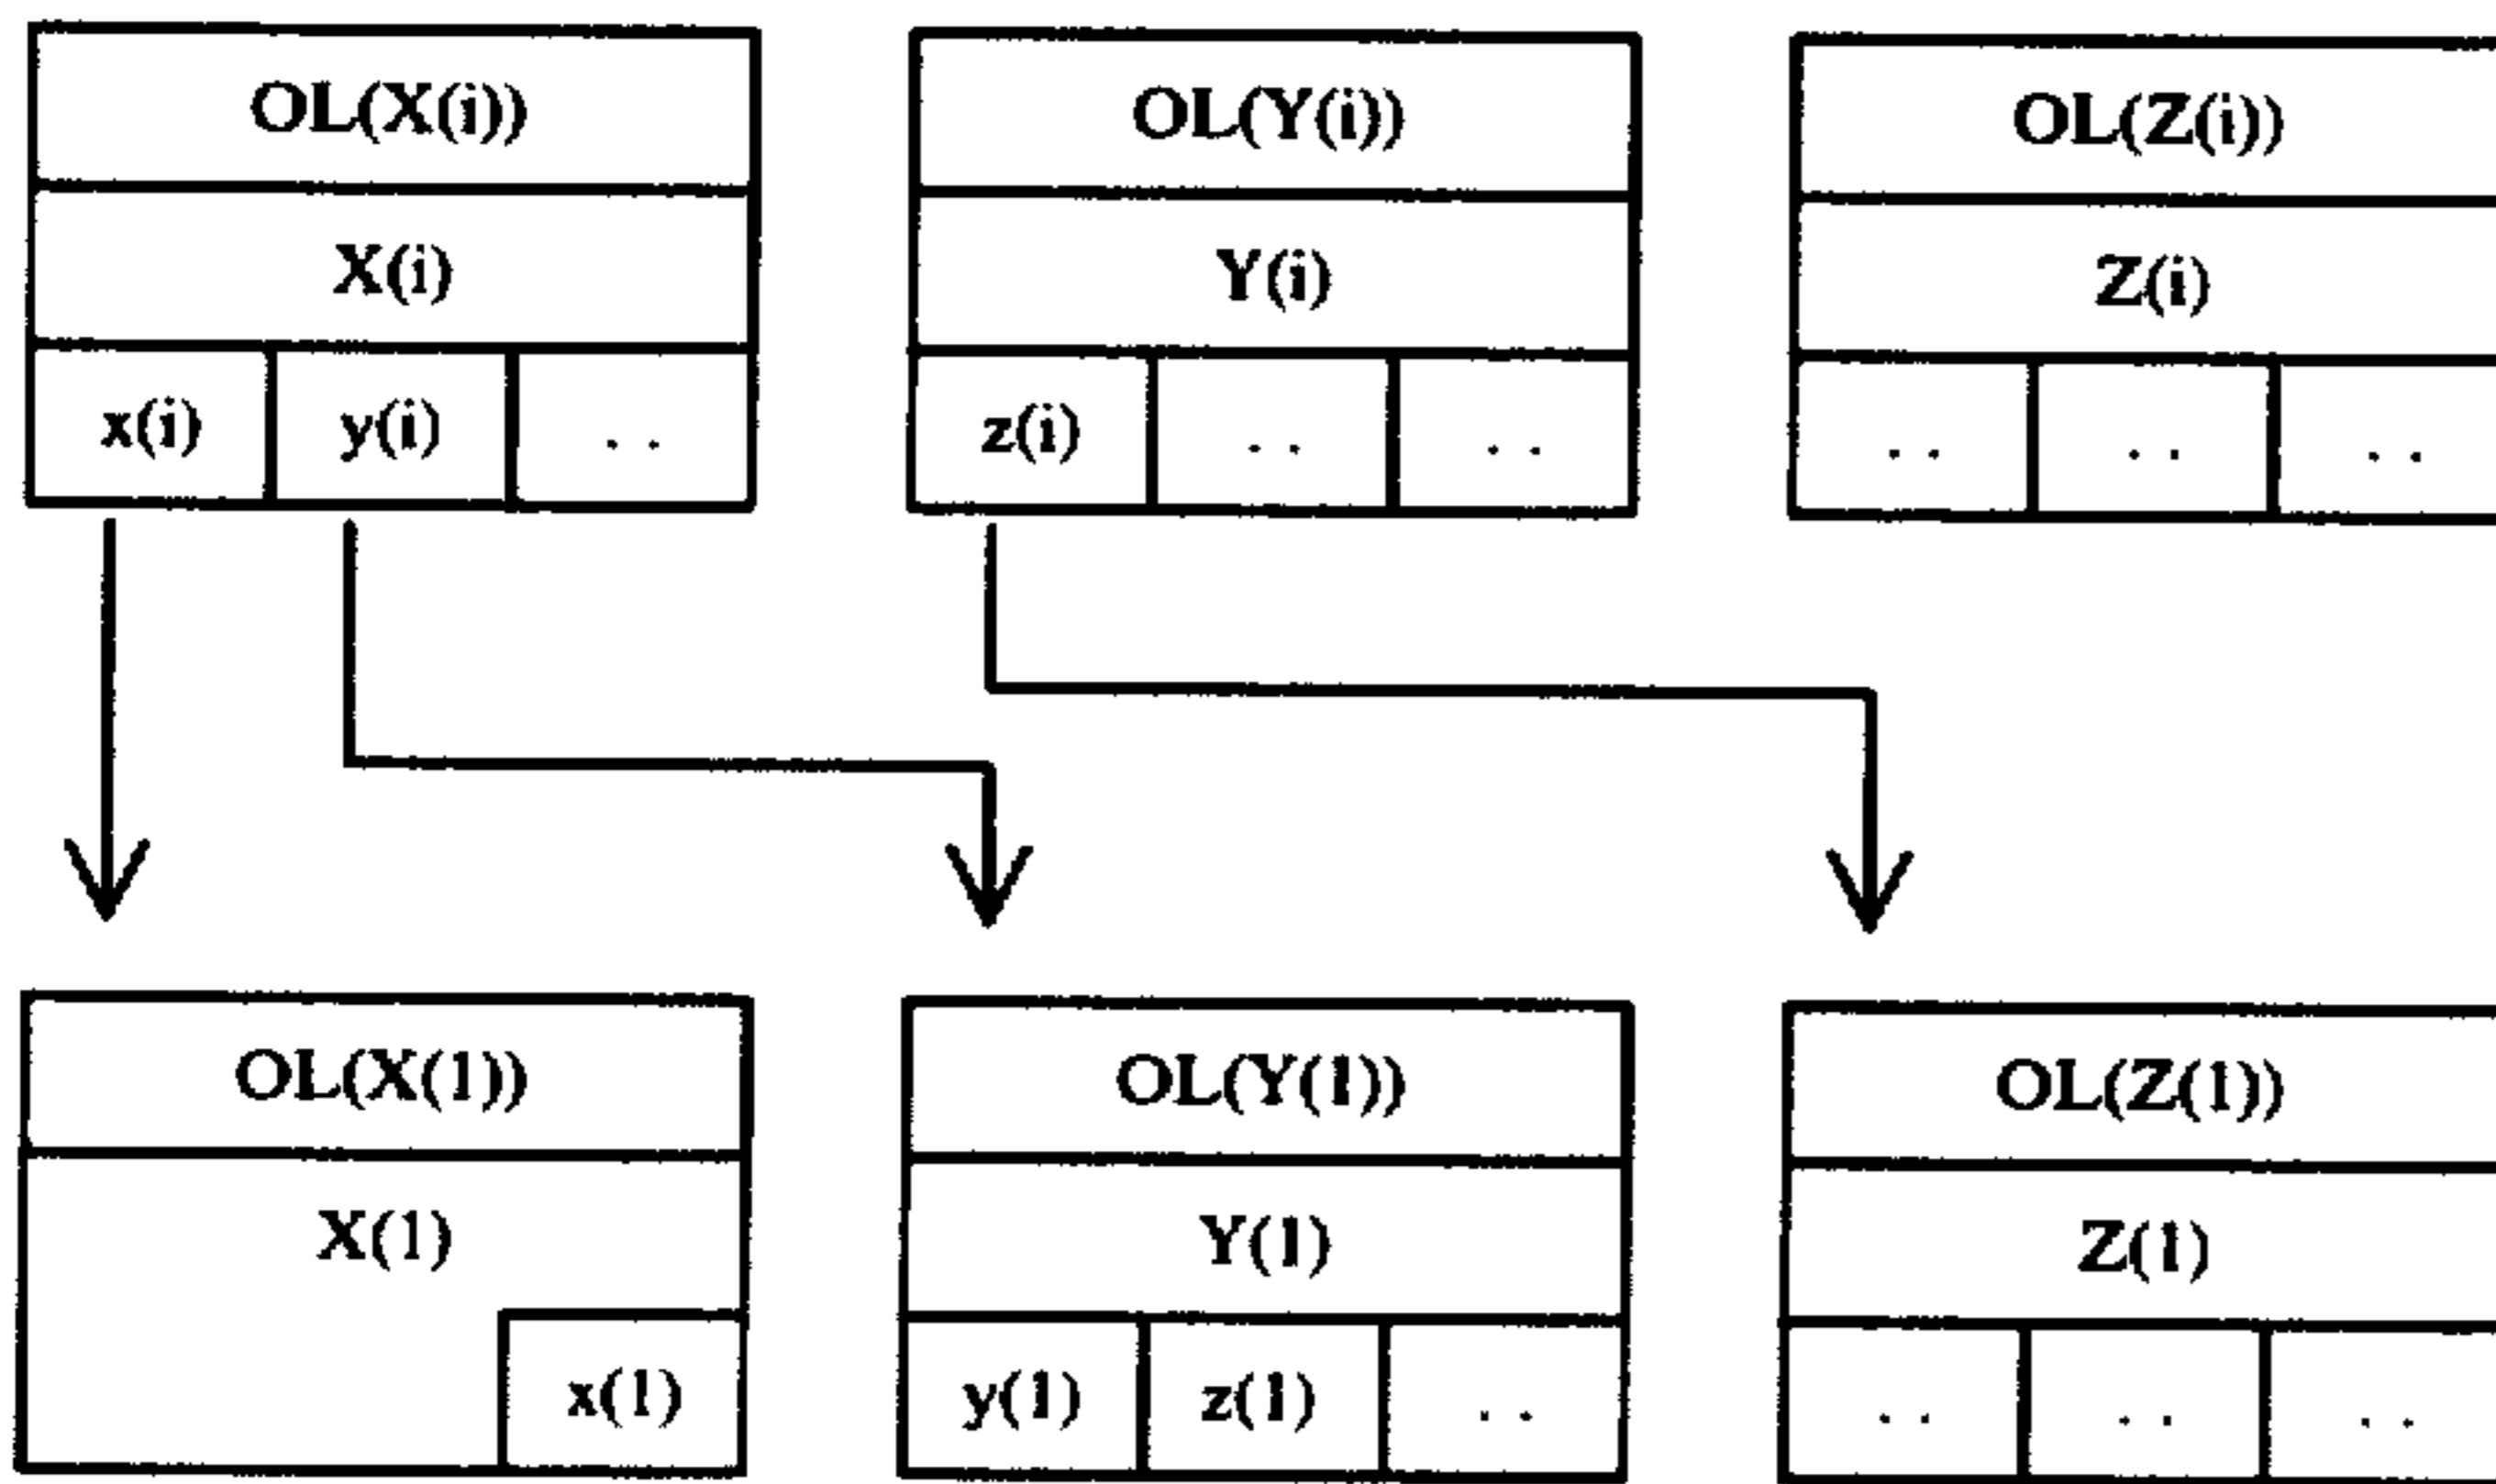 OL(X(i)) OL(Y(i)) OL(Z(i))
X(i) Y(i) Z(i)
x(i) y(i) . . z(i) . . . . . . . . . .
OL(X(1)) OL(Y(1)) OL(Z(1))
X(1) Y(1) Z(1)
x(1) y(1) z(1) . . . . . . . .